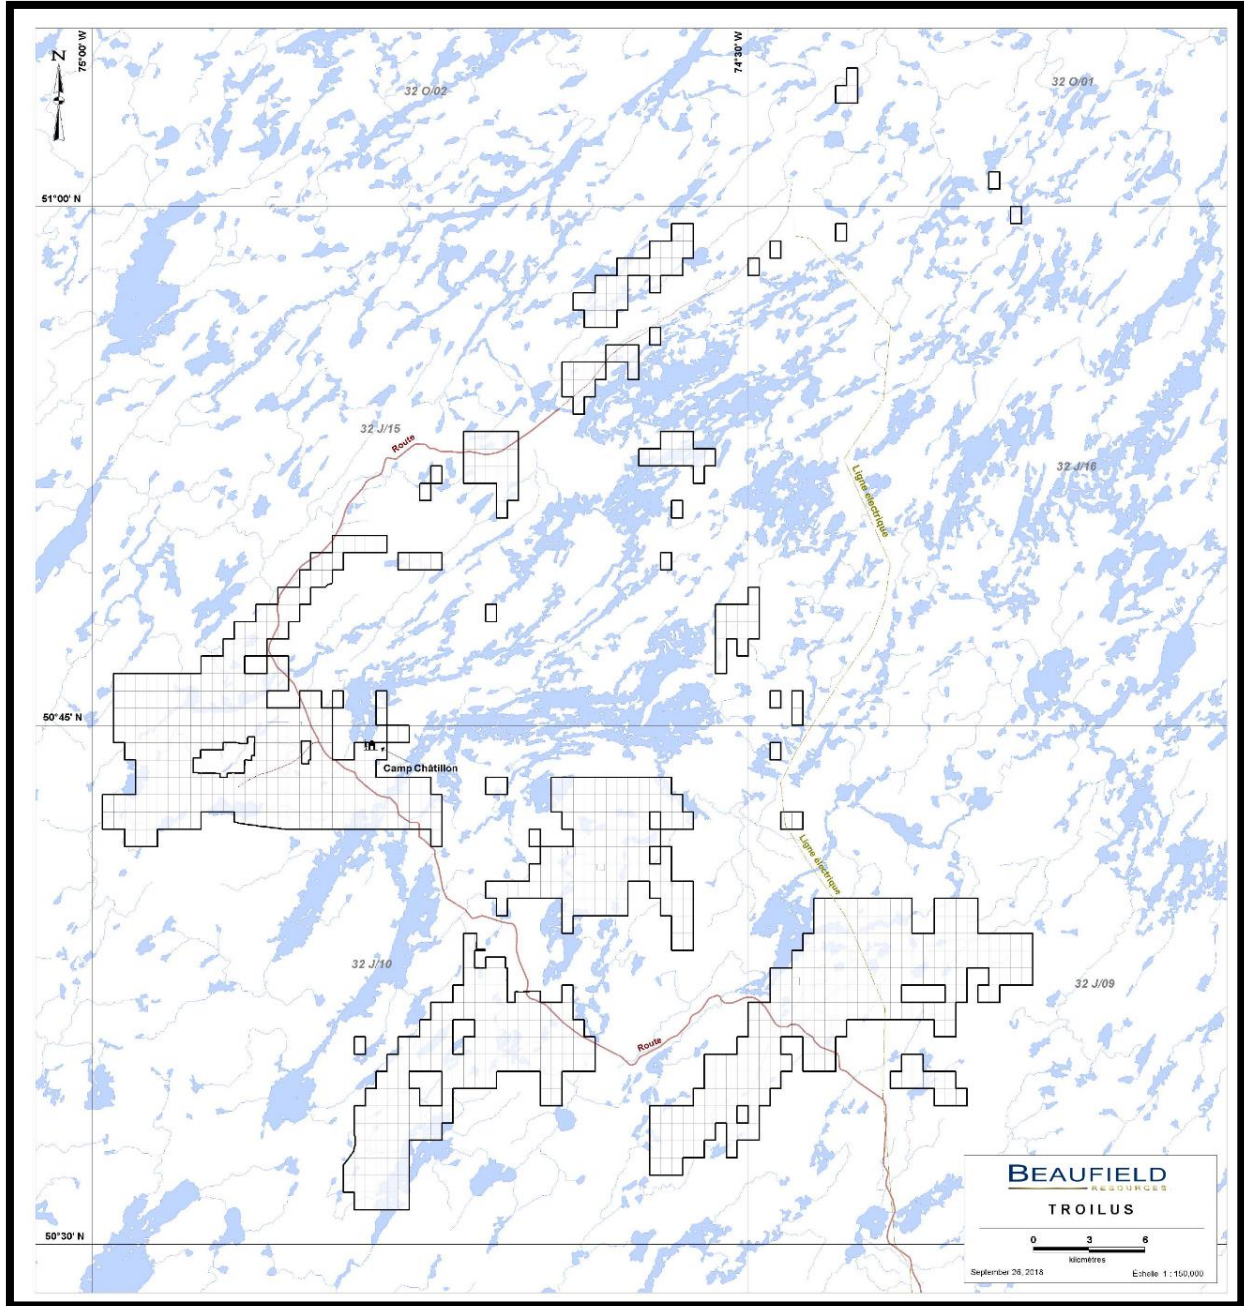 N
75°00' W
74°30' W
32 O/02
32 O/01
51°00' N
32 J/15
Route
32 J/16
Ligne électrique
50°45' N
Camp Châtillon
Ligne électrique
32 J/10
32 J/09
Route
BEAUFIELD
RESOURCES
TROILUS
0 3 6
kilomètres
September 26, 2018
Échelle 1 : 150,000
50°30' N